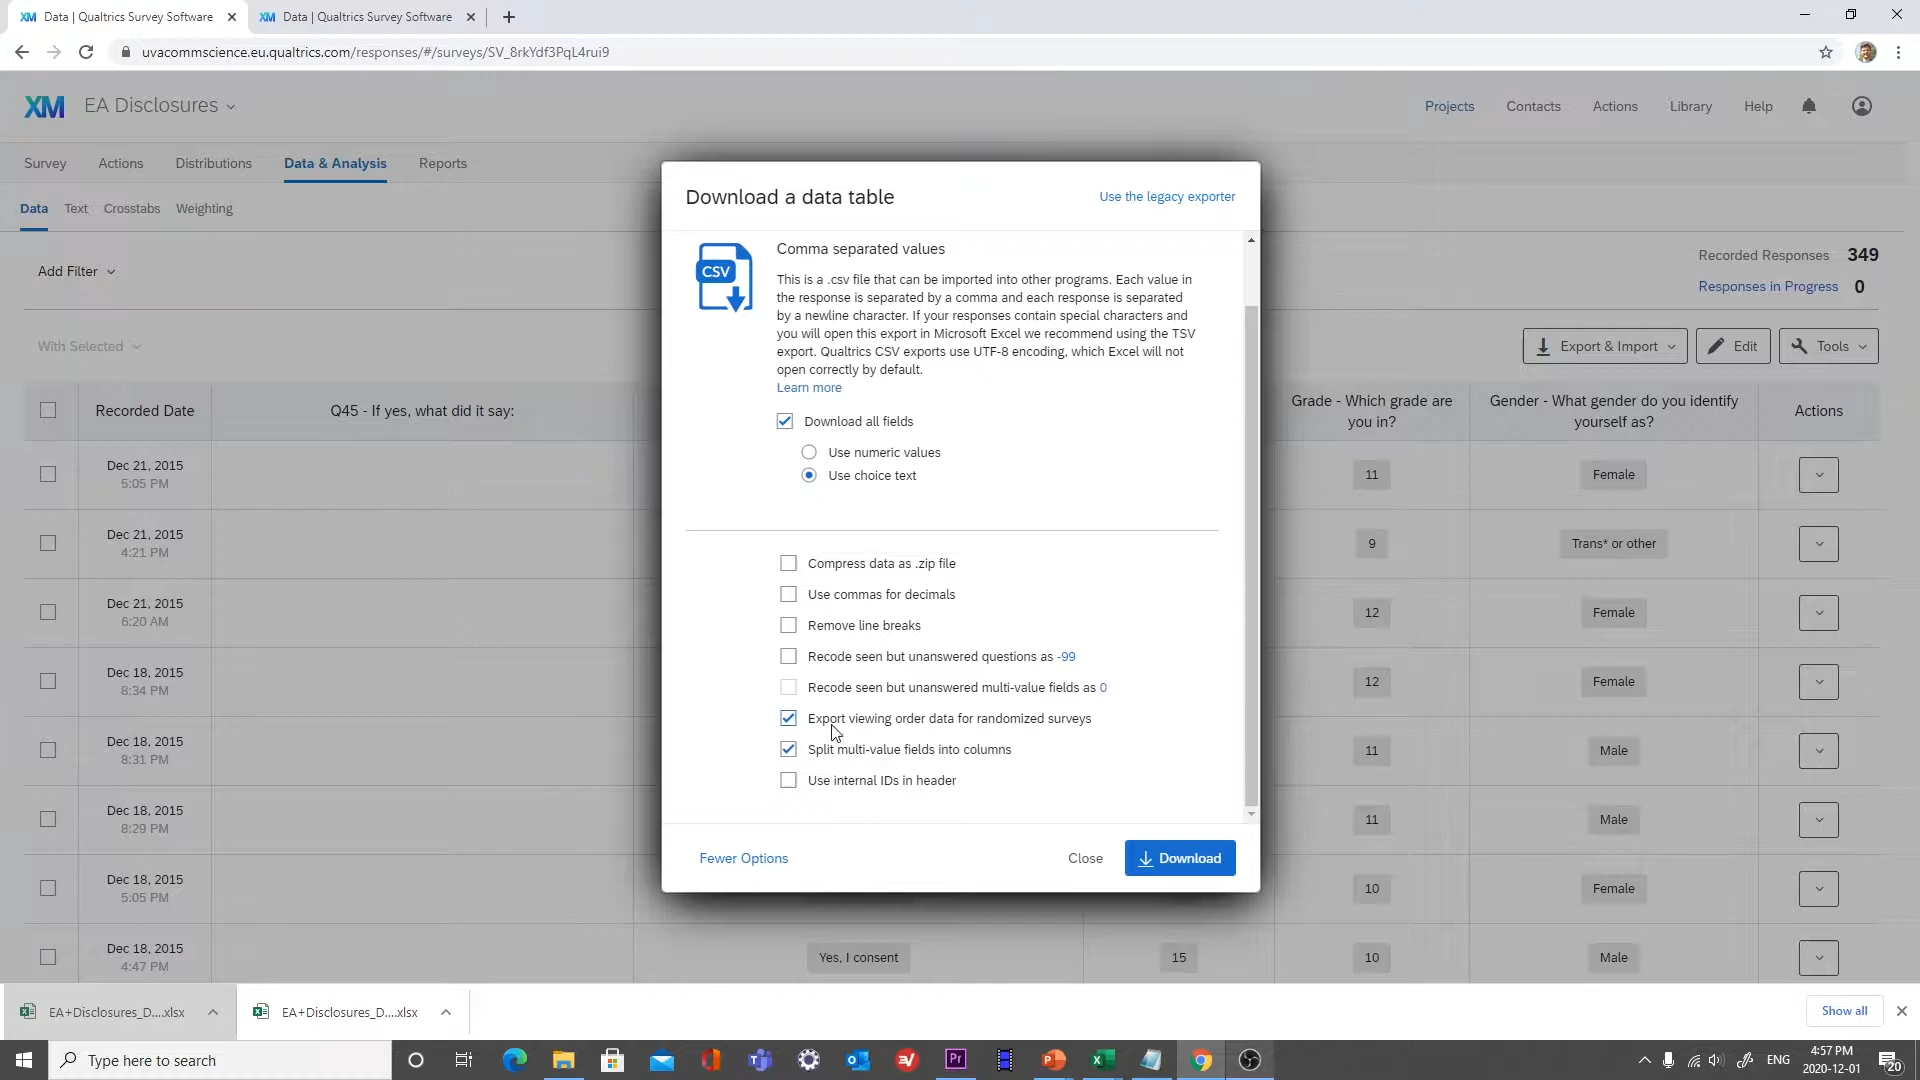 Data | Qualtrics Survey Software
Data | Qualtrics Survey Software
uvacommscience.eu.qualtrics.com/responses/#/surveys/SV_8rkYdf3PqL4rui9
XM
EA Disclosures
Projects
Contacts
Actions
Library
Help
Survey
Actions
Distributions
Data & Analysis
Reports
Data
Text
Crosstabs
Weighting
Add Filter
Recorded Responses 349
Responses in Progress 0
With Selected
Export & Import
Edit
Tools
Recorded Date
Q45 - If yes, what did it say:
Grade - Which grade are you in?
Gender - What gender do you identify yourself as?
Actions
Dec 21, 2015
5:05 PM
11
Female
Dec 21, 2015
4:21 PM
9
Trans* or other
Dec 21, 2015
6:20 AM
12
Female
Dec 18, 2015
8:34 PM
12
Female
Dec 18, 2015
8:31 PM
11
Male
Dec 18, 2015
8:29 PM
11
Male
Dec 18, 2015
5:05 PM
10
Female
Dec 18, 2015
4:47 PM
Yes, I consent
15
10
Male
Download a data table
Use the legacy exporter
CSV
Comma separated values
This is a .csv file that can be imported into other programs. Each value in
the response is separated by a comma and each response is separated
by a newline character. If your responses contain special characters and
you will open this export in Microsoft Excel we recommend using the TSV
export. Qualtrics CSV exports use UTF-8 encoding, which Excel will not
open correctly by default.
Learn more
Download all fields
Use numeric values
Use choice text
Compress data as .zip file
Use commas for decimals
Remove line breaks
Recode seen but unanswered questions as -99
Recode seen but unanswered multi-value fields as 0
Export viewing order data for randomized surveys
Split multi-value fields into columns
Use internal IDs in header
Fewer Options
Close
Download
EA+Disclosures_D....xlsx
EA+Disclosures_D....xlsx
Show all
Type here to search
Pr
ENG
4:57 PM
2020-12-01
20